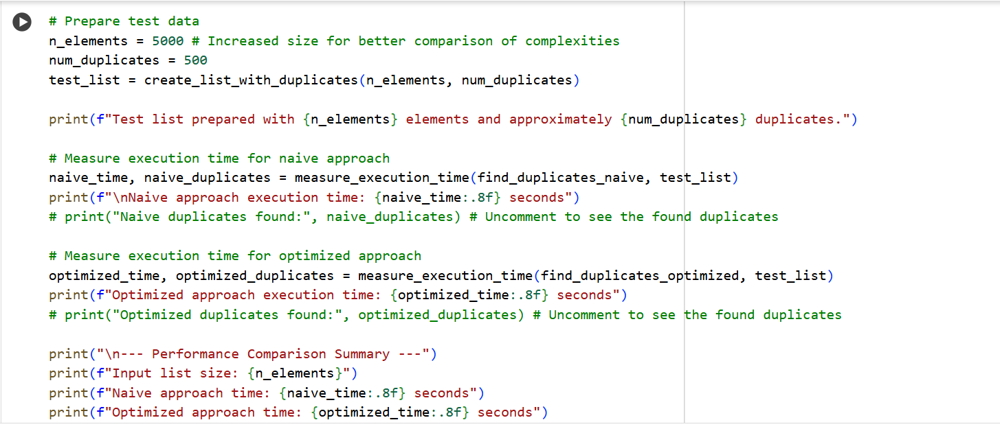 # Prepare test data
n_elements = 5000 # Increased size for better comparison of complexities
num_duplicates = 500
test_list = create_list_with_duplicates(n_elements, num_duplicates)
print(f"Test list prepared with {n_elements} elements and approximately {num_duplicates} duplicates.")
# Measure execution time for naive approach
naive_time, naive_duplicates = measure_execution_time(find_duplicates_naive, test_list)
print(f"\nNaive approach execution time: {naive_time:.8f} seconds")
# print("Naive duplicates found:", naive_duplicates) # Uncomment to see the found duplicates
# Measure execution time for optimized approach
optimized_time, optimized_duplicates = measure_execution_time(find_duplicates_optimized, test_list)
print(f"Optimized approach execution time: {optimized_time:.8f} seconds")
# print("Optimized duplicates found:", optimized_duplicates) # Uncomment to see the found duplicates
print("\n--- Performance Comparison Summary ---")
print(f"Input list size: {n_elements}")
print(f"Naive approach time: {naive_time:.8f} seconds")
print(f"Optimized approach time: {optimized_time:.8f} seconds")